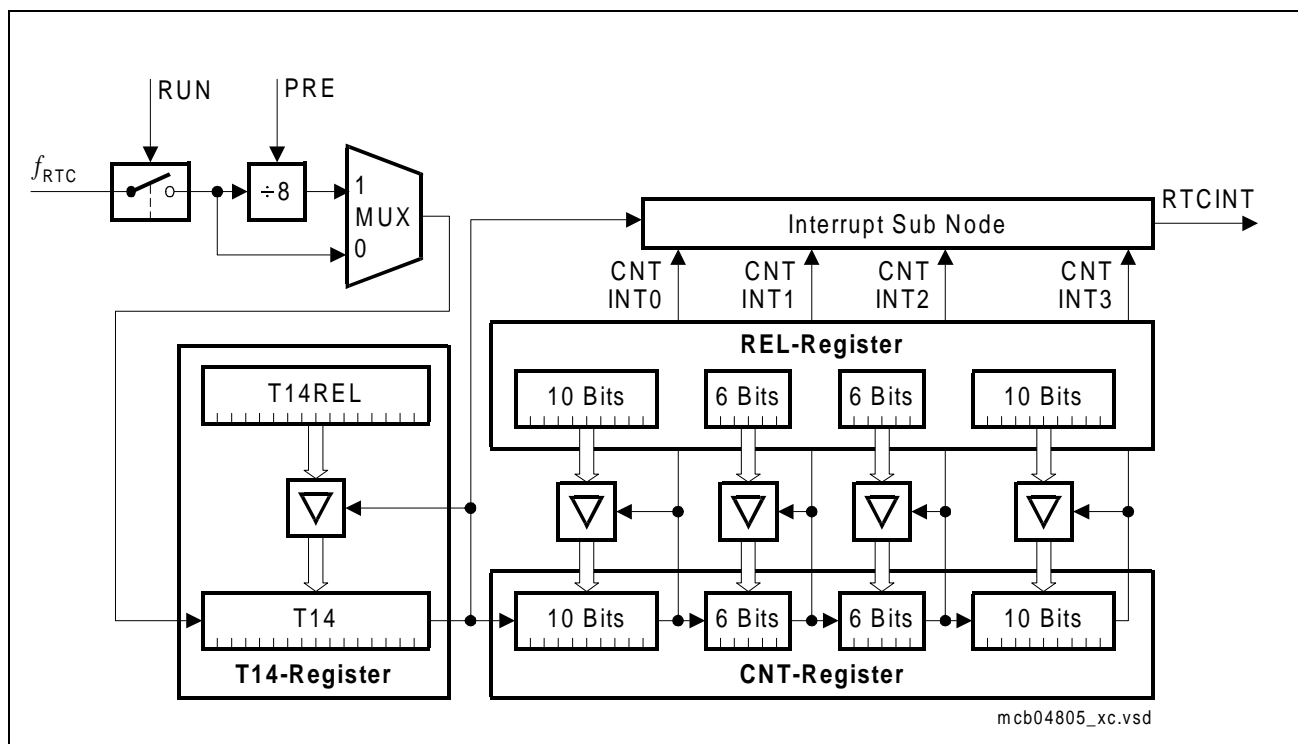 RUN
PRE
fRTC
÷8
1
MUX
0
Interrupt Sub Node
RTCINT
CNT
INT0
CNT
INT1
CNT
INT2
CNT
INT3
REL-Register
T14REL
10 Bits
6 Bits
6 Bits
10 Bits
T14
10 Bits
6 Bits
6 Bits
10 Bits
T14-Register
CNT-Register
mcb04805_xc.vsd